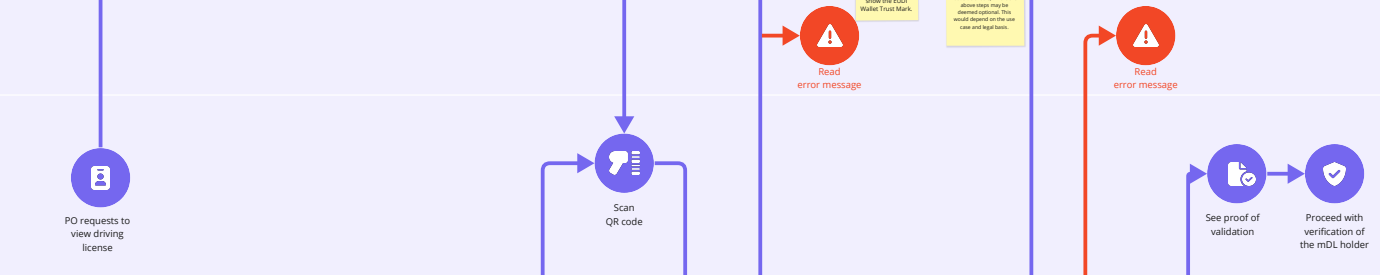 show the EUDI
Wallet Trust Mark.
above steps may be
deemed optional. This
would depend on the use
case and legal basis.
Read
error message
Read
error message
PO requests to
view driving
license
Scan
QR code
See proof of
validation
Proceed with
verification of
the mDL holder